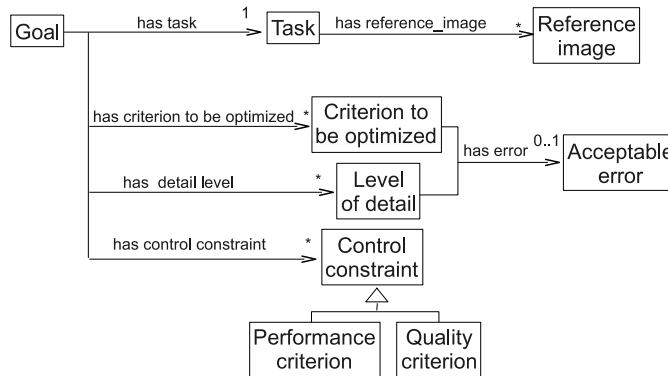 Goal
has task
1
Task
has reference_image
*
Reference
image
has criterion to be optimized
*
Criterion to
be optimized
has error
0..1
Acceptable
error
has detail level
*
Level
of detail
has control constraint
*
Control
constraint
Performance
criterion
Quality
criterion